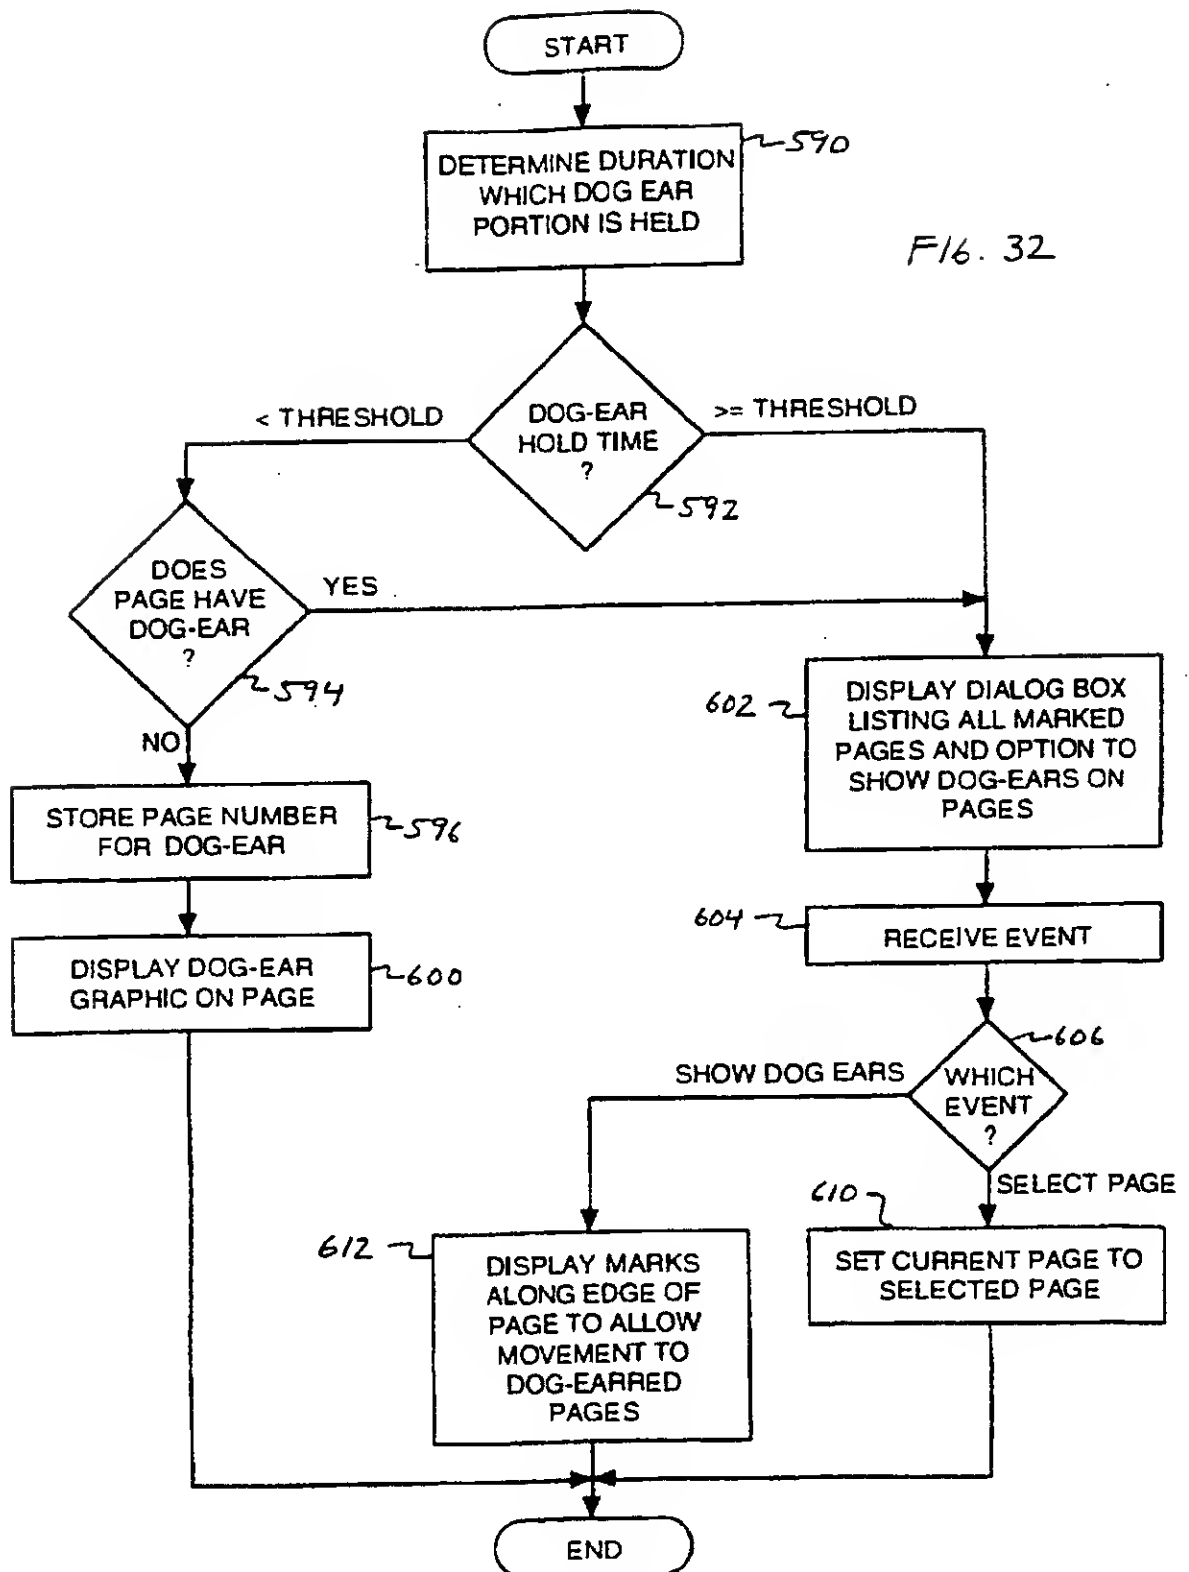 START
DETERMINE DURATION
WHICH DOG EAR
PORTION IS HELD
590
FIG. 32
< THRESHOLD
DOG-EAR
HOLD TIME
?
>= THRESHOLD
592
DOES
PAGE HAVE
DOG-EAR
?
YES
594
NO
602
DISPLAY DIALOG BOX
LISTING ALL MARKED
PAGES AND OPTION TO
SHOW DOG-EARS ON
PAGES
STORE PAGE NUMBER
FOR DOG-EAR
596
604
RECEIVE EVENT
DISPLAY DOG-EAR
GRAPHIC ON PAGE
600
606
SHOW DOG EARS
WHICH
EVENT
?
SELECT PAGE
610
612
DISPLAY MARKS
ALONG EDGE OF
PAGE TO ALLOW
MOVEMENT TO
DOG-EARRED
PAGES
SET CURRENT PAGE TO
SELECTED PAGE
END